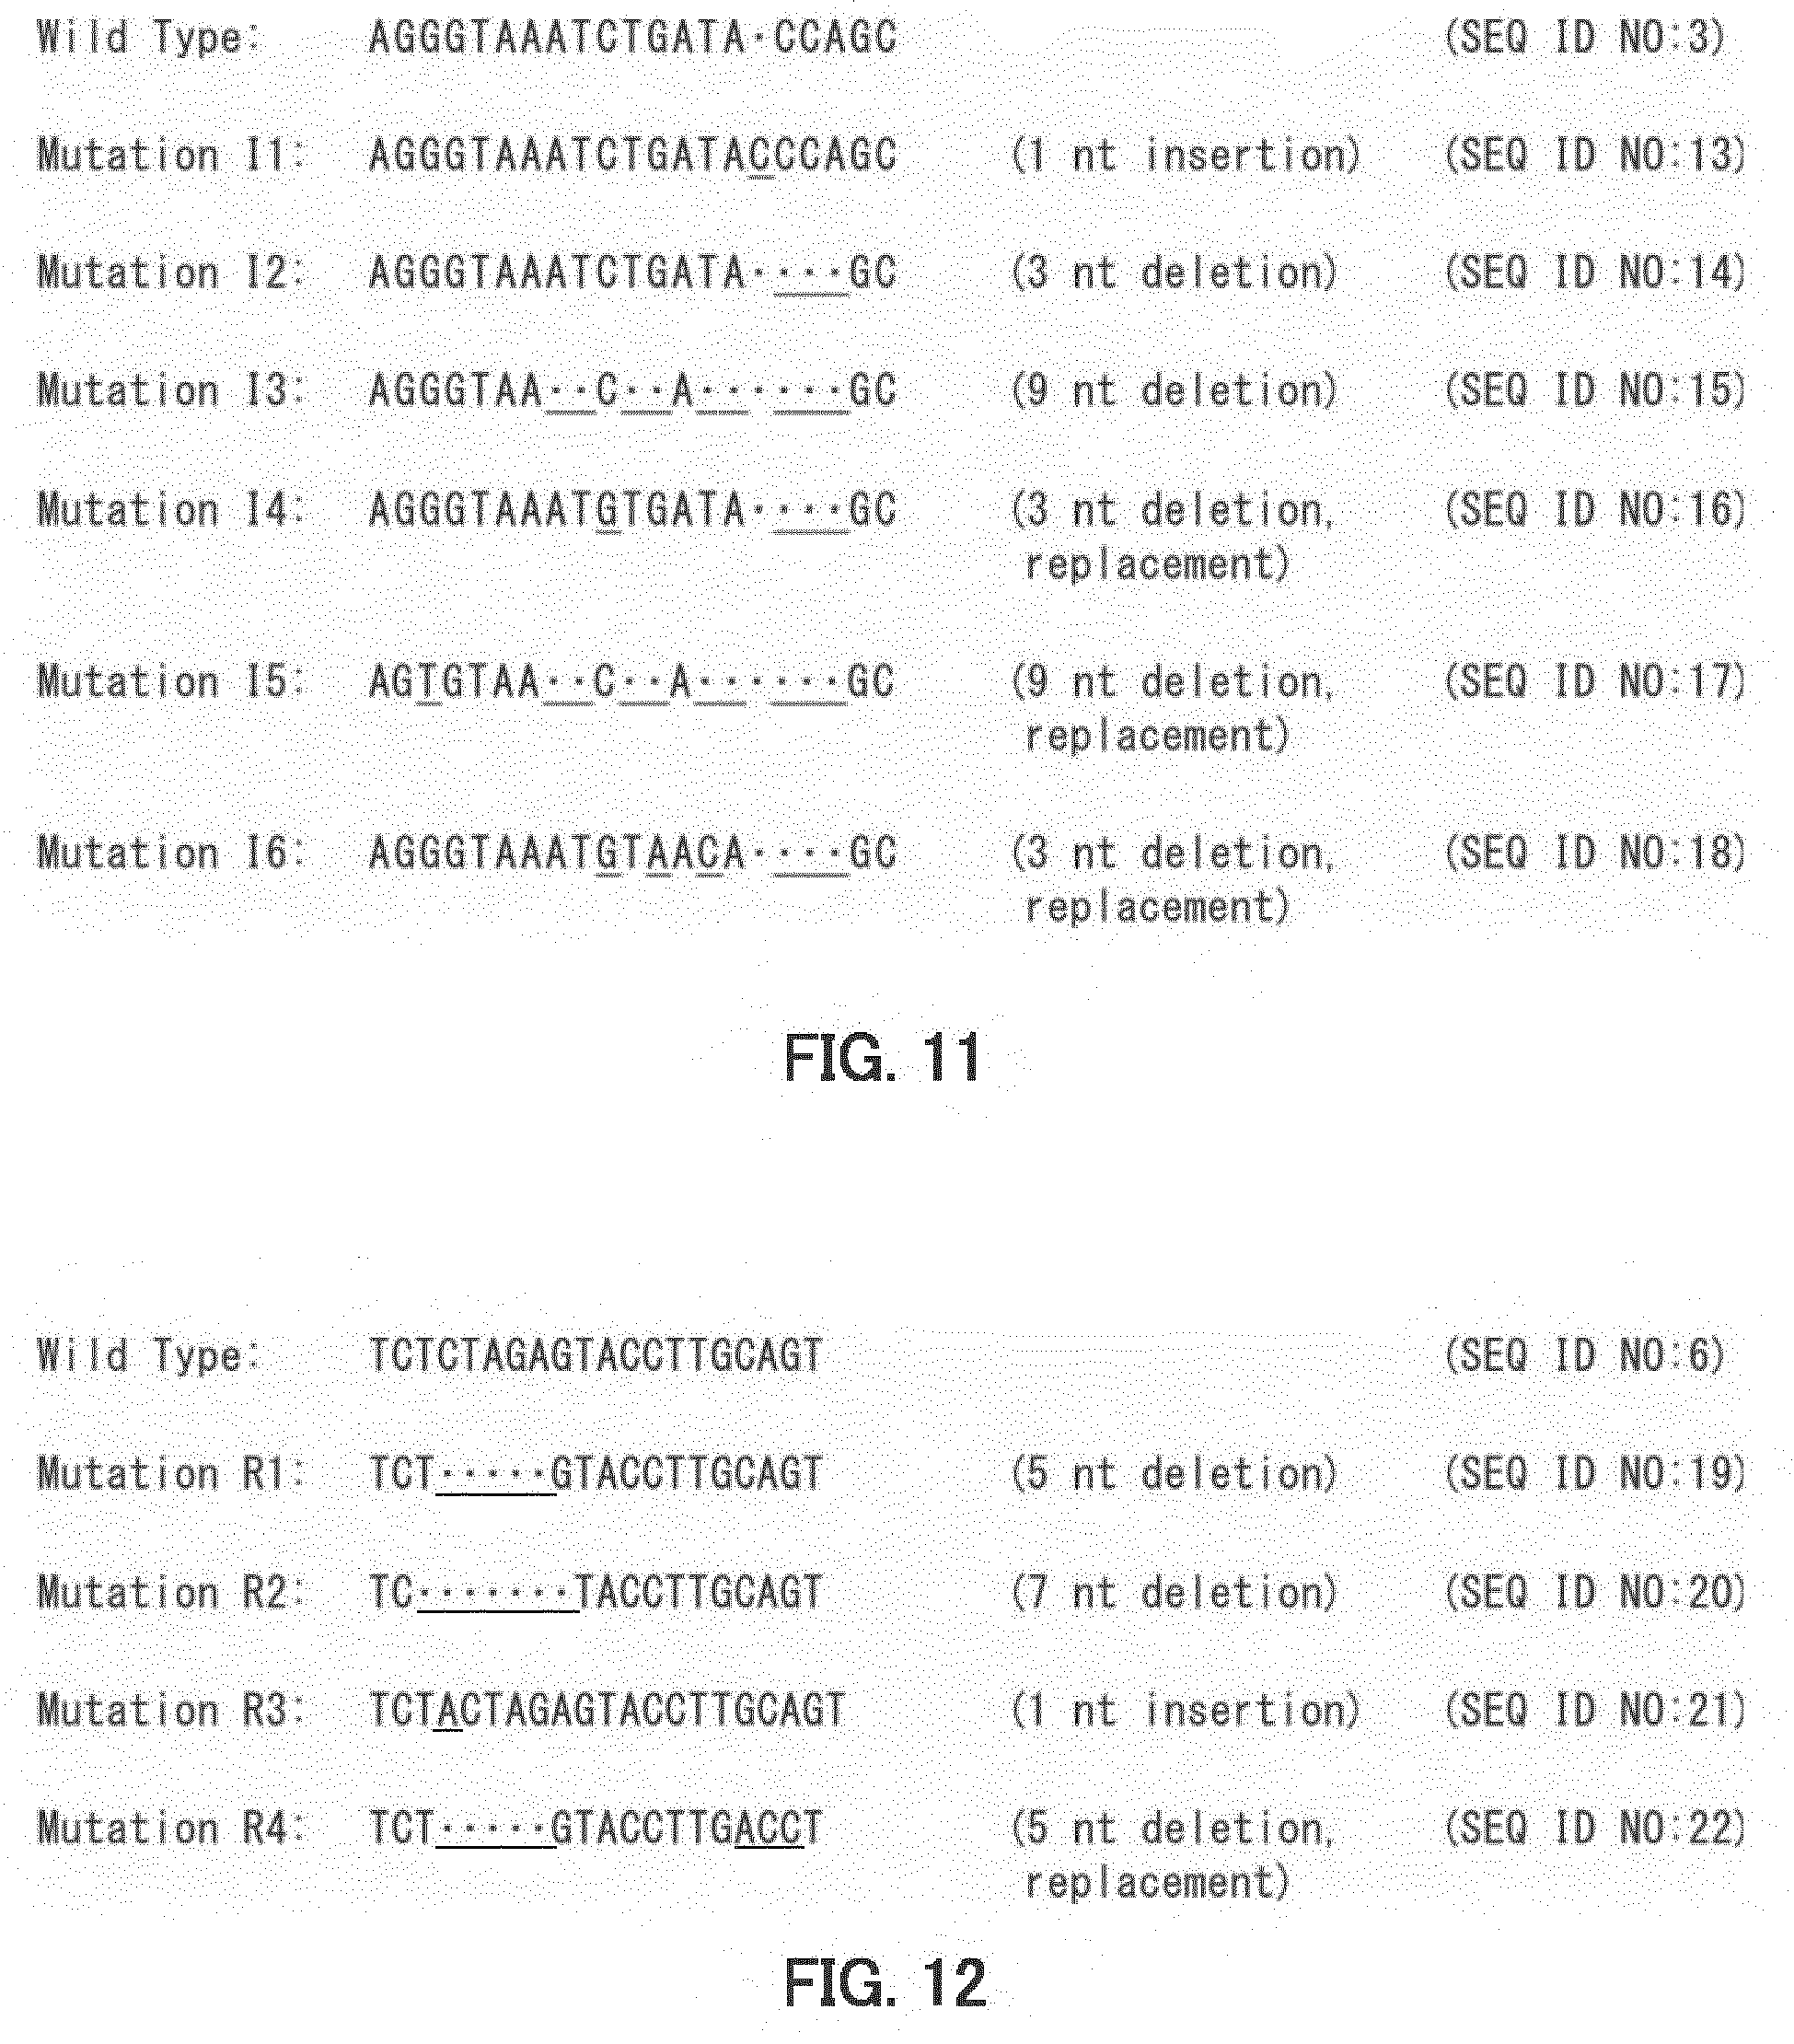 Wild Type: AGGGTAAATCTGATA·CCAGC (SEQ ID NO:3)
Mutation I1: AGGGTAAATCTGATACCCAGC (1 nt insertion) (SEQ ID NO:13)
Mutation I2: AGGGTAAATCTGATA····GC (3 nt deletion) (SEQ ID NO:14)
Mutation I3: AGGGTAA··C··A······GC (9 nt deletion) (SEQ ID NO:15)
Mutation I4: AGGGTAAATGTGATA····GC (3 nt deletion, (SEQ ID NO:16)
replacement)
Mutation I5: AGTGTAA··C··A······GC (9 nt deletion, (SEQ ID NO:17)
replacement)
Mutation I6: AGGGTAAATGTAACA····GC (3 nt deletion, (SEQ ID NO:18)
replacement)
FIG. 11
Wild Type: TCTCTAGAGTACCTTGCAGT (SEQ ID NO:6)
Mutation R1: TCT·····GTACCTTGCAGT (5 nt deletion) (SEQ ID NO:19)
Mutation R2: TC·······TACCTTGCAGT (7 nt deletion) (SEQ ID NO:20)
Mutation R3: TCTACTAGAGTACCTTGCAGT (1 nt insertion) (SEQ ID NO:21)
Mutation R4: TCT·····GTACCTTGACCT (5 nt deletion, (SEQ ID NO:22)
replacement)
FIG. 12